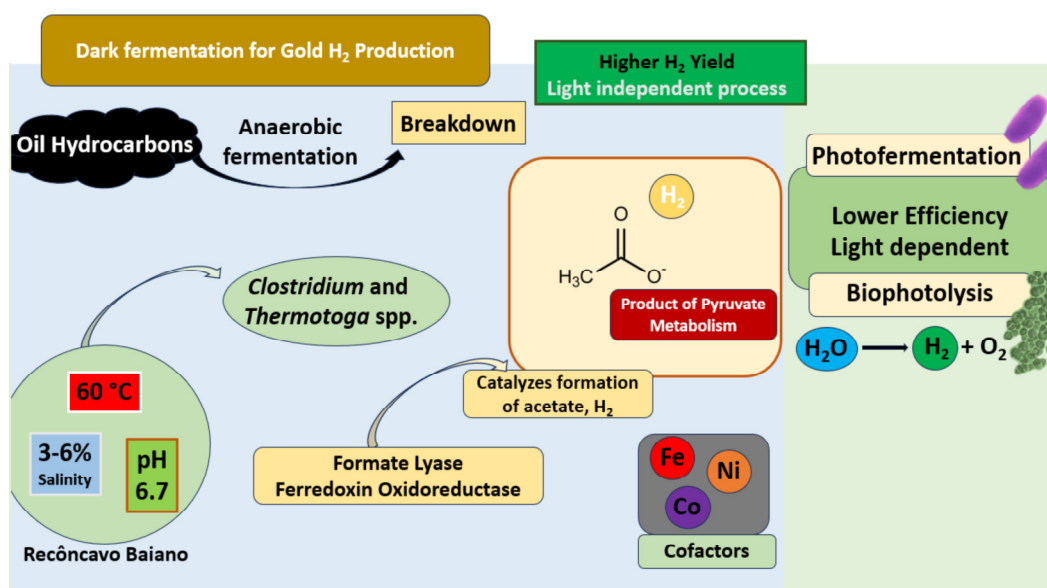 Dark fermentation for Gold H₂ Production
Higher H₂ Yield
Light independent process
Oil Hydrocarbons
Anaerobic
fermentation
Breakdown
Photofermentation
Lower Efficiency
Light dependent
Biophotolysis
H₂O
H₂
+ O₂
H₂
O
H₃C
O⁻
Product of Pyruvate
Metabolism
Clostridium and
Thermotoga spp.
Catalyzes formation
of acetate, H₂
Formate Lyase
Ferredoxin Oxidoreductase
60 °C
3-6%
Salinity
pH
6.7
Recôncavo Baiano
Fe
Ni
Co
Cofactors